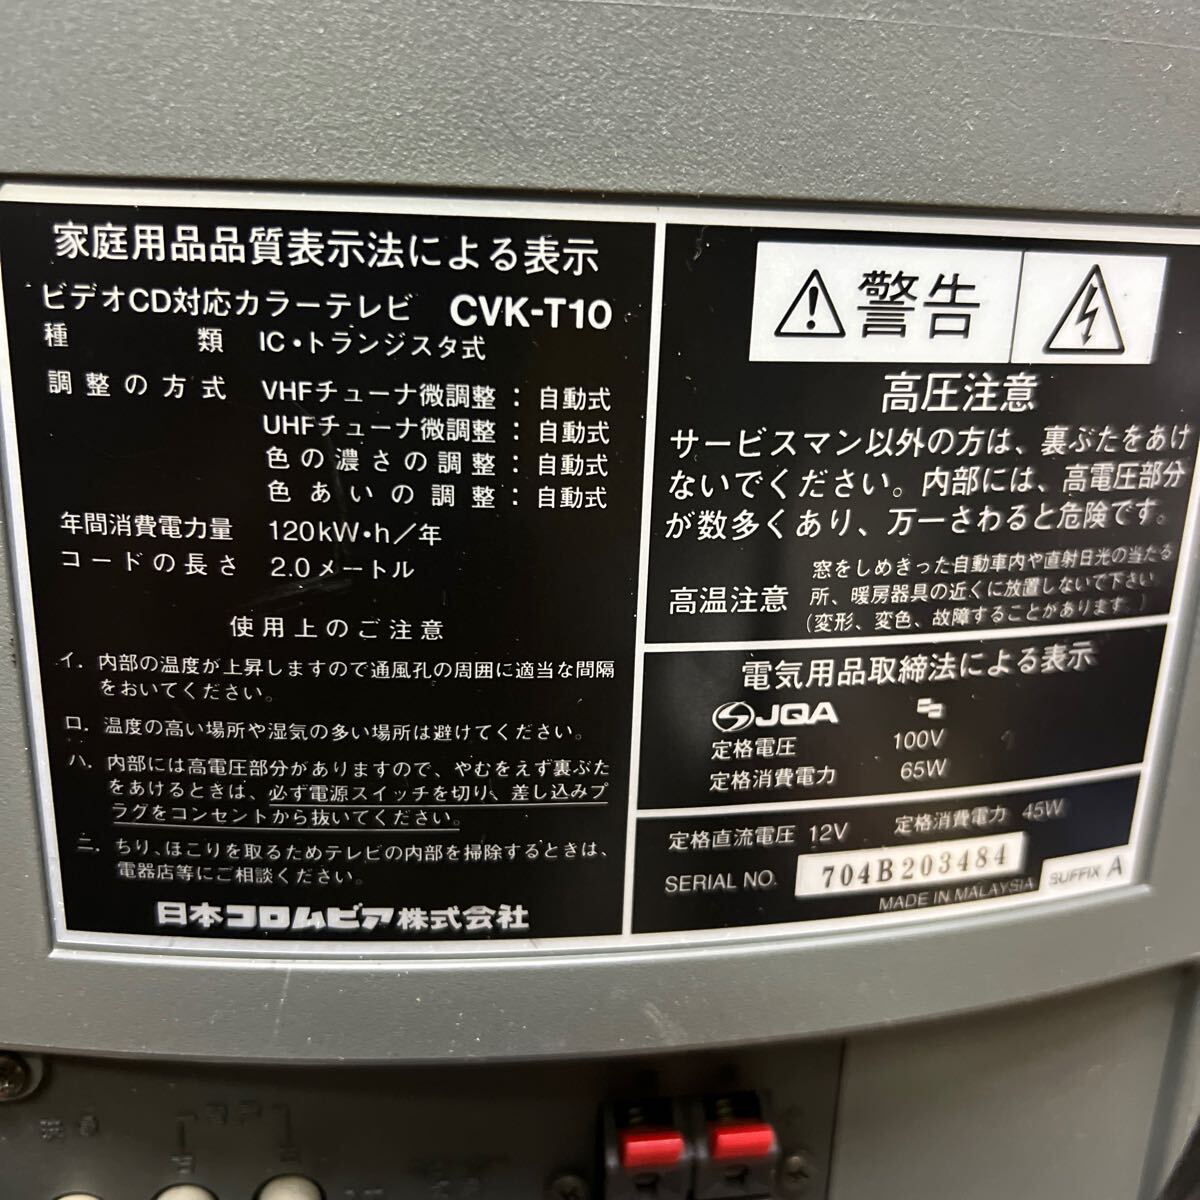 家庭用品品質表示法による表示
ビデオCD対応カラーテレビ CVK-T10
種類 IC・トランジスタ式
調整の方式 VHFチューナ微調整：自動式
UHFチューナ微調整：自動式
色の濃さの調整：自動式
色あいの調整：自動式
年間消費電力量 120kW・h／年
コードの長さ 2.0メートル
使用上のご注意
イ．内部の温度が上昇しますので通風孔の周囲に適当な間隔
をおいてください。
ロ．温度の高い場所や湿気の多い場所は避けてください。
ハ．内部には高電圧部分がありますので、やむをえず裏ぶた
をあけるときは、必ず電源スイッチを切り、差し込みプ
ラグをコンセントから抜いてください。
ニ．ちり、ほこりを取るためテレビの内部を掃除するときは、
電器店等にご相談ください。
日本コロムビア株式会社
警告
高圧注意
サービスマン以外の方は、裏ぶたをあけ
ないでください。内部には、高電圧部分
が数多くあり、万一さわると危険です。
高温注意
窓をしめきった自動車内や直射日光の当たる
所、暖房器具の近くに放置しないで下さい
(変形、変色、故障することがあります。)
電気用品取締法による表示
JQA
定格電圧 100V
定格消費電力 65W
定格直流電圧 12V 定格消費電力 45W
SERIAL NO. 704B203484
MADE IN MALAYSIA SUFFIX A